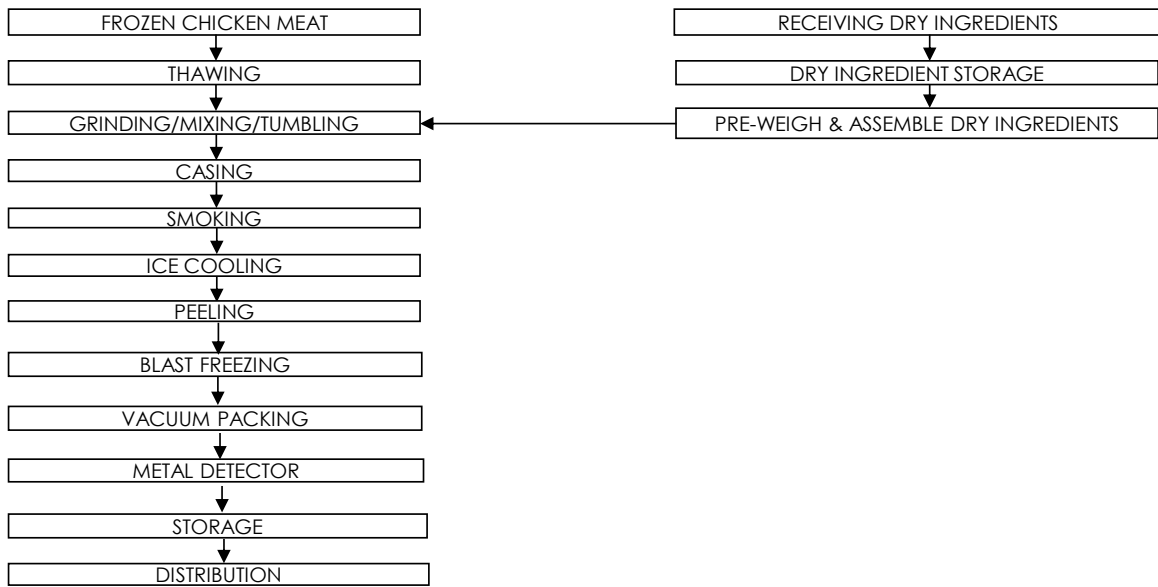 FROZEN CHICKEN MEAT
THAWING
GRINDING/MIXING/TUMBLING
CASING
SMOKING
ICE COOLING
PEELING
BLAST FREEZING
VACUUM PACKING
METAL DETECTOR
STORAGE
DISTRIBUTION
RECEIVING DRY INGREDIENTS
DRY INGREDIENT STORAGE
PRE-WEIGH & ASSEMBLE DRY INGREDIENTS